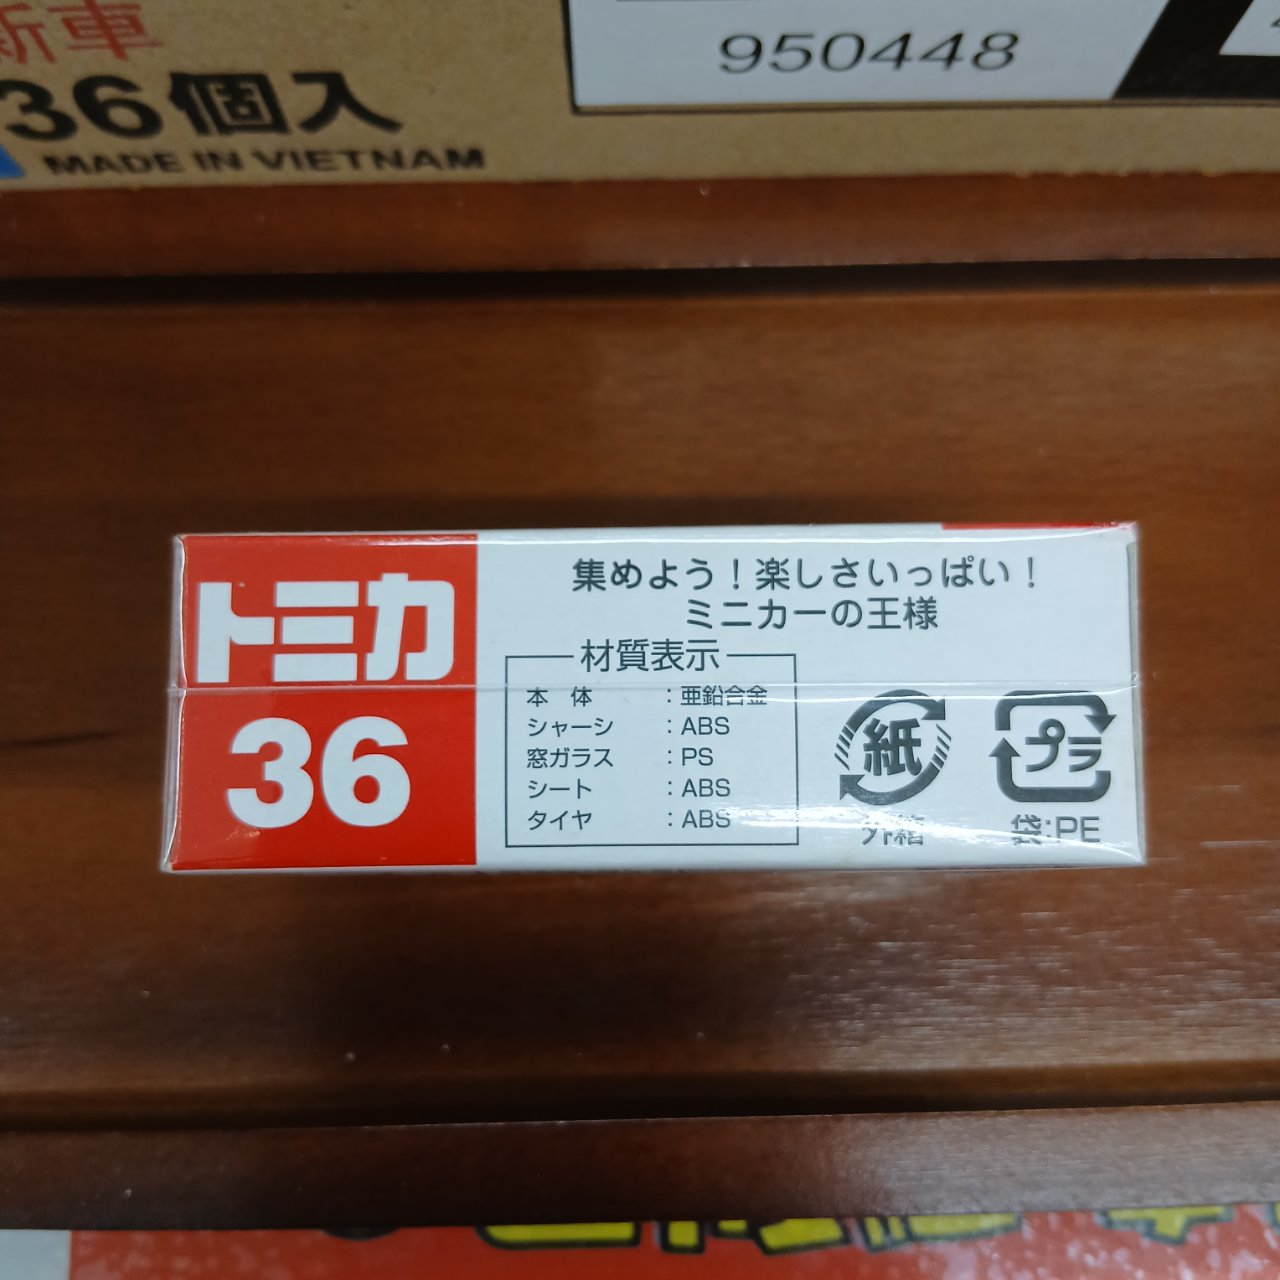 新車
950448
36個入
MADE IN VIETNAM
トミカ
36
集めよう！楽しさいっぱい！
ミニカーの王様
材質表示
本 体 ：亜鉛合金
シャーシ ：ABS
窓ガラス ：PS
シート ：ABS
タイヤ ：ABS
紙
外箱
プラ
袋:PE